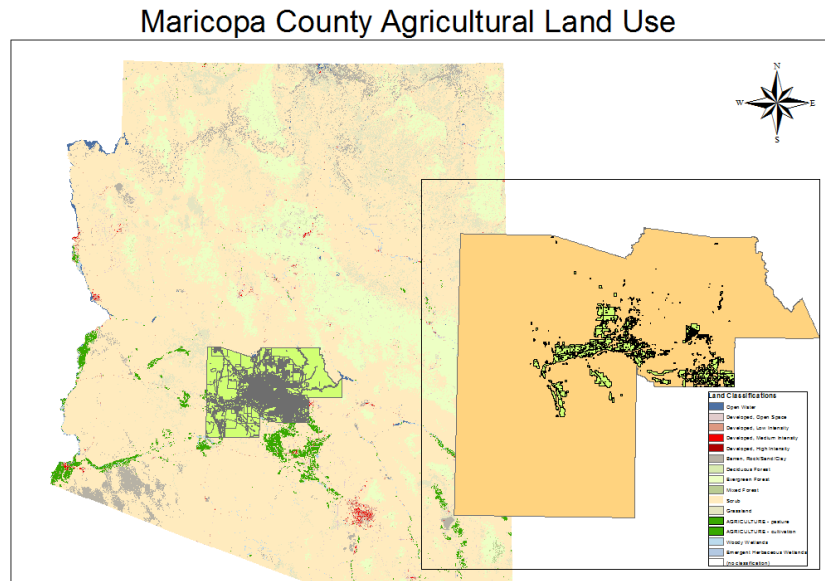 Maricopa County Agricultural Land Use
N
W
E
S
Land Classifications
Open Water
Developed, Open Space
Developed, Low Intensity
Developed, Medium Intensity
Developed, High Intensity
Barren, Rock/Sand/Clay
Deciduous Forest
Evergreen Forest
Mixed Forest
Scrub
Grassland
AGRICULTURE - pasture
AGRICULTURE - cultivation
Woody Wetlands
Emergent Herbaceous Wetlands
(no classification)